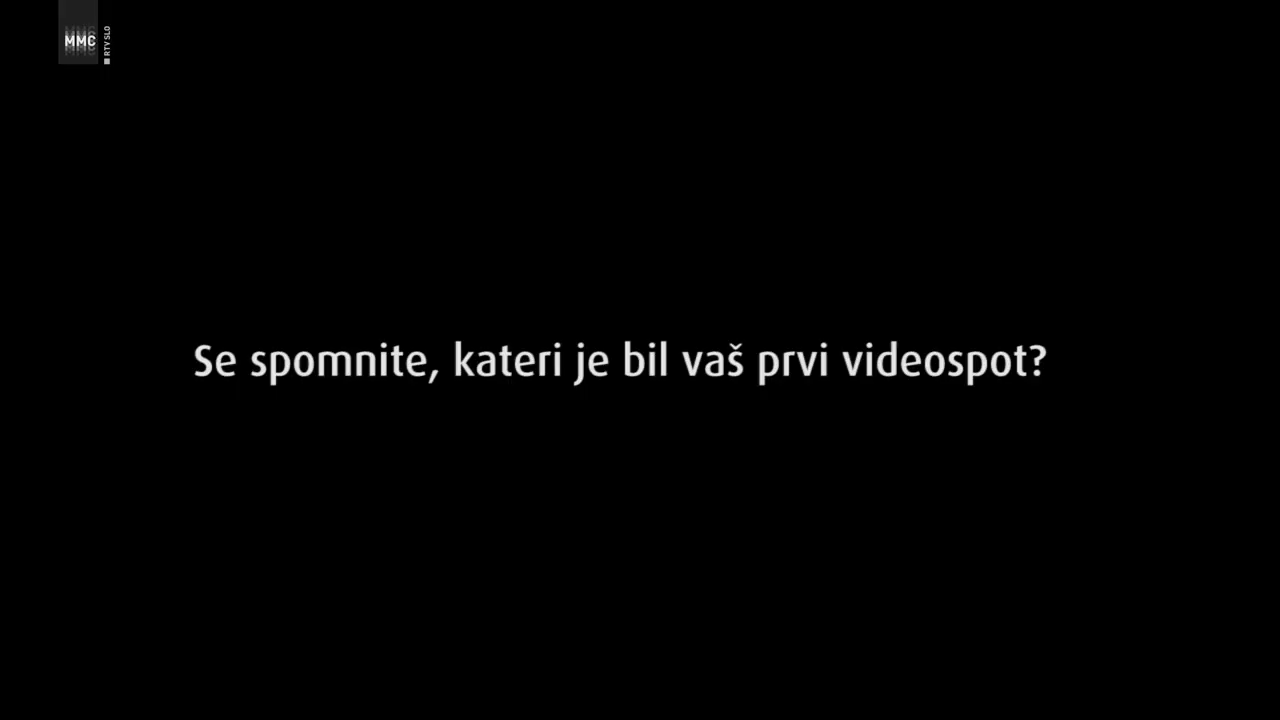 MMC
RTV SLO
Se spomnite, kateri je bil vaš prvi videospot?